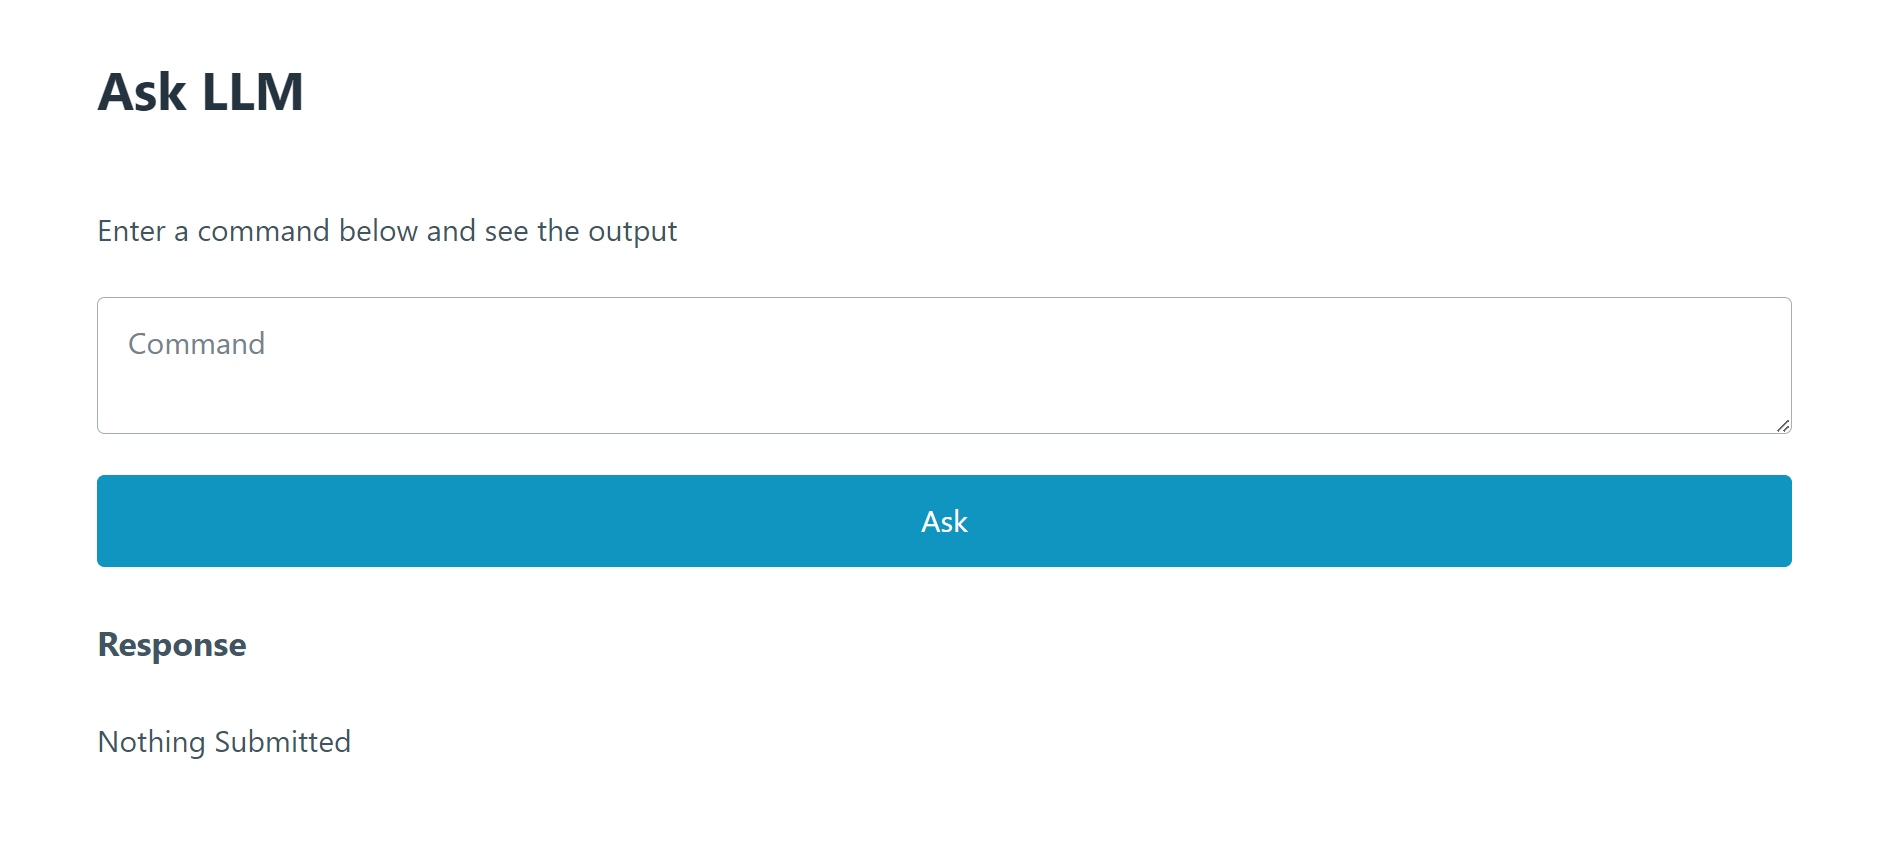 Ask LLM
Enter a command below and see the output
Command
Ask
Response
Nothing Submitted